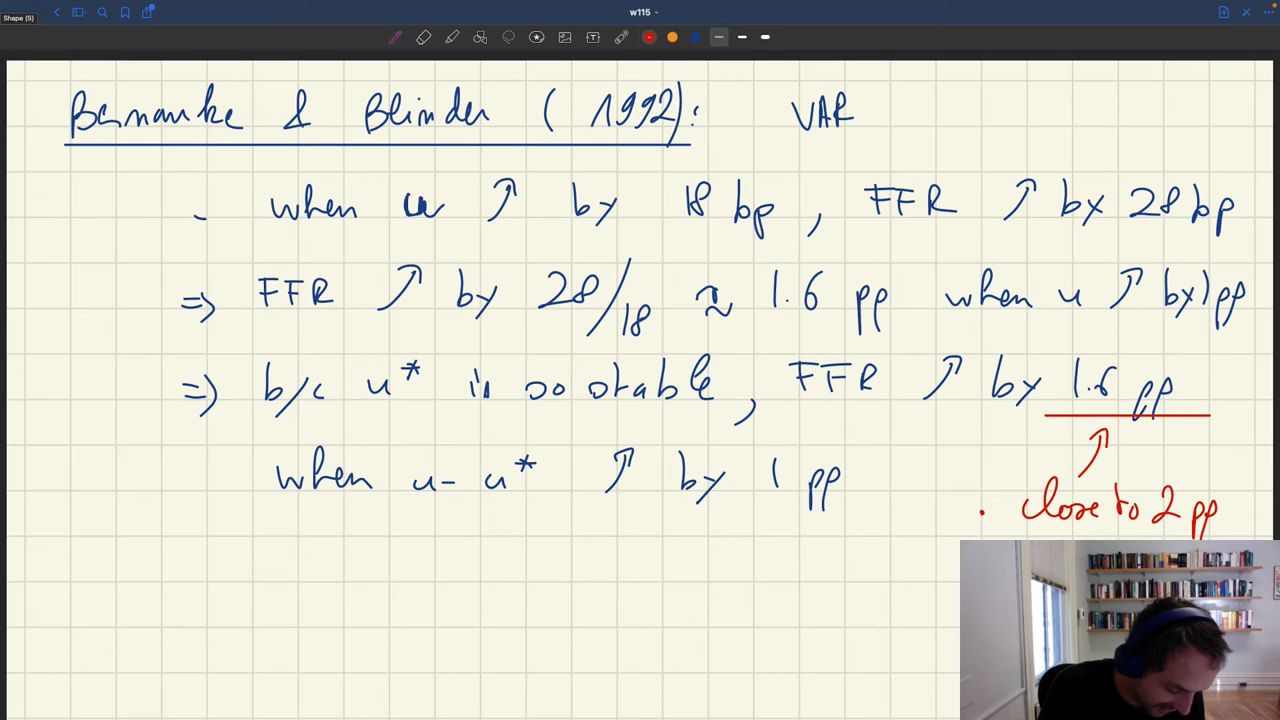 Shape (S)
w115
Bernanke & Blinder (1992): VAR
- when u ↗ by 18 bp, FFR ↗ by 28 bp
=> FFR ↗ by 28/18 ≈ 1.6 pp when u ↗ by 1 pp
=> b/c u* is so stable, FFR ↗ by 1.6 pp
when u - u* ↗ by 1 pp
. close to 2 pp